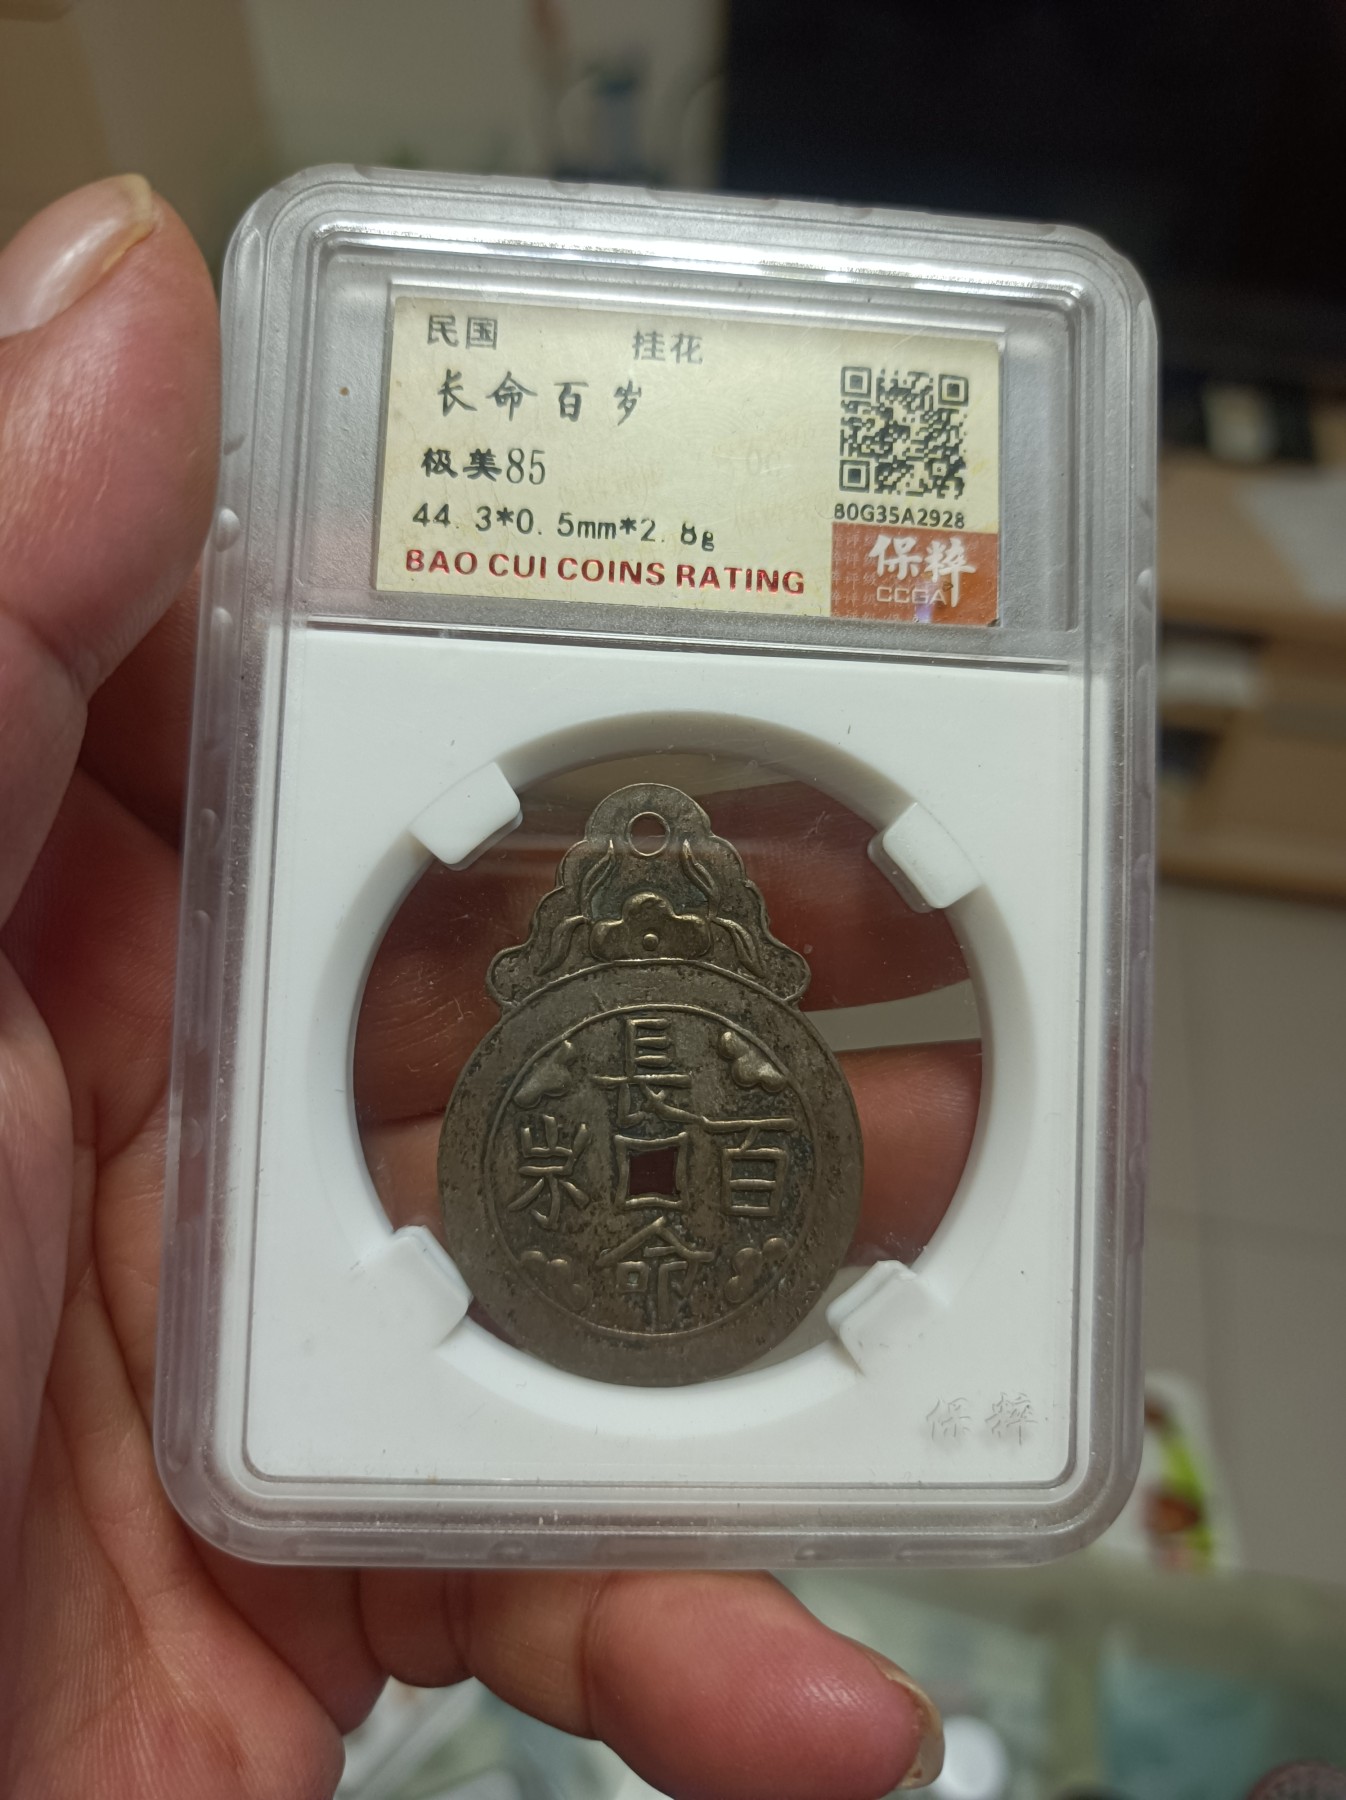 民国 挂花
长命百岁
极美85
44.3*0.5mm*2.8g
BAO CUI COINS RATING
80G35A2928
保粹
CCGA
長
百
命
保粹